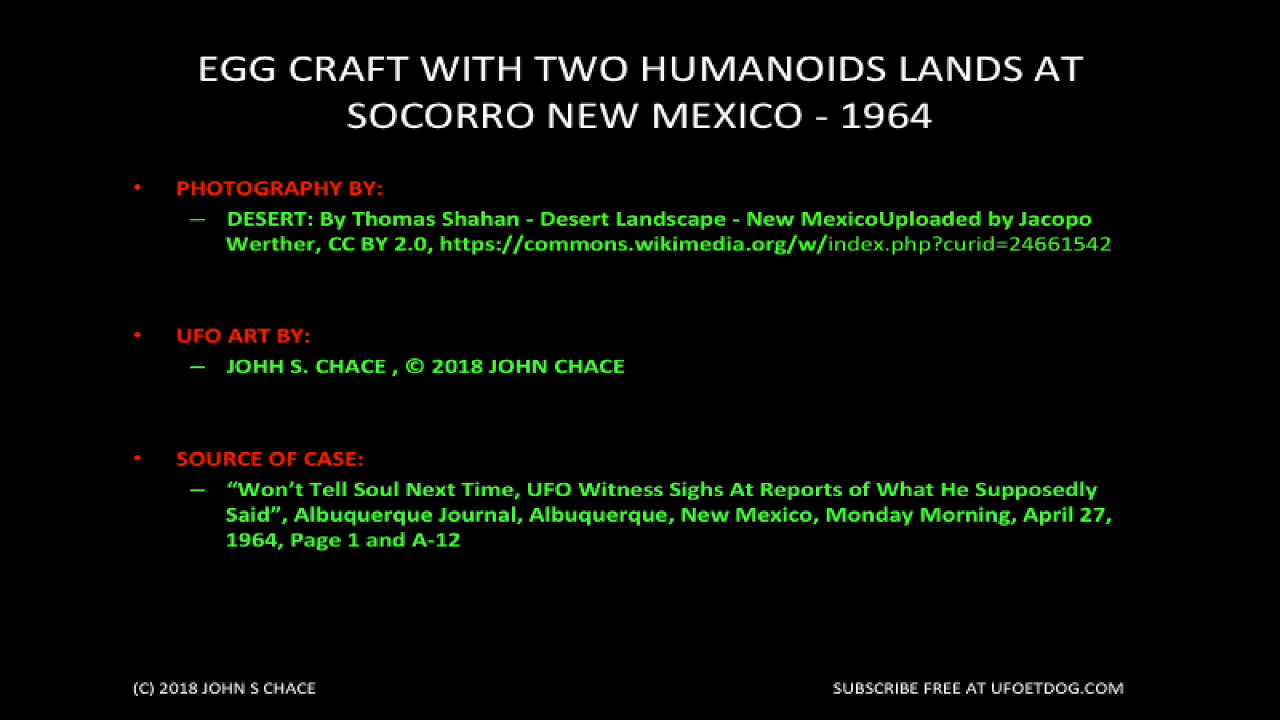 EGG CRAFT WITH TWO HUMANOIDS LANDS AT
SOCORRO NEW MEXICO - 1964
• PHOTOGRAPHY BY:
– DESERT: By Thomas Shahan - Desert Landscape - New MexicoUploaded by Jacopo
Werther, CC BY 2.0, https://commons.wikimedia.org/w/index.php?curid=24661542
• UFO ART BY:
– JOHH S. CHACE , © 2018 JOHN CHACE
• SOURCE OF CASE:
– “Won’t Tell Soul Next Time, UFO Witness Sighs At Reports of What He Supposedly
Said”, Albuquerque Journal, Albuquerque, New Mexico, Monday Morning, April 27,
1964, Page 1 and A-12
(C) 2018 JOHN S CHACE
SUBSCRIBE FREE AT UFOETDOG.COM